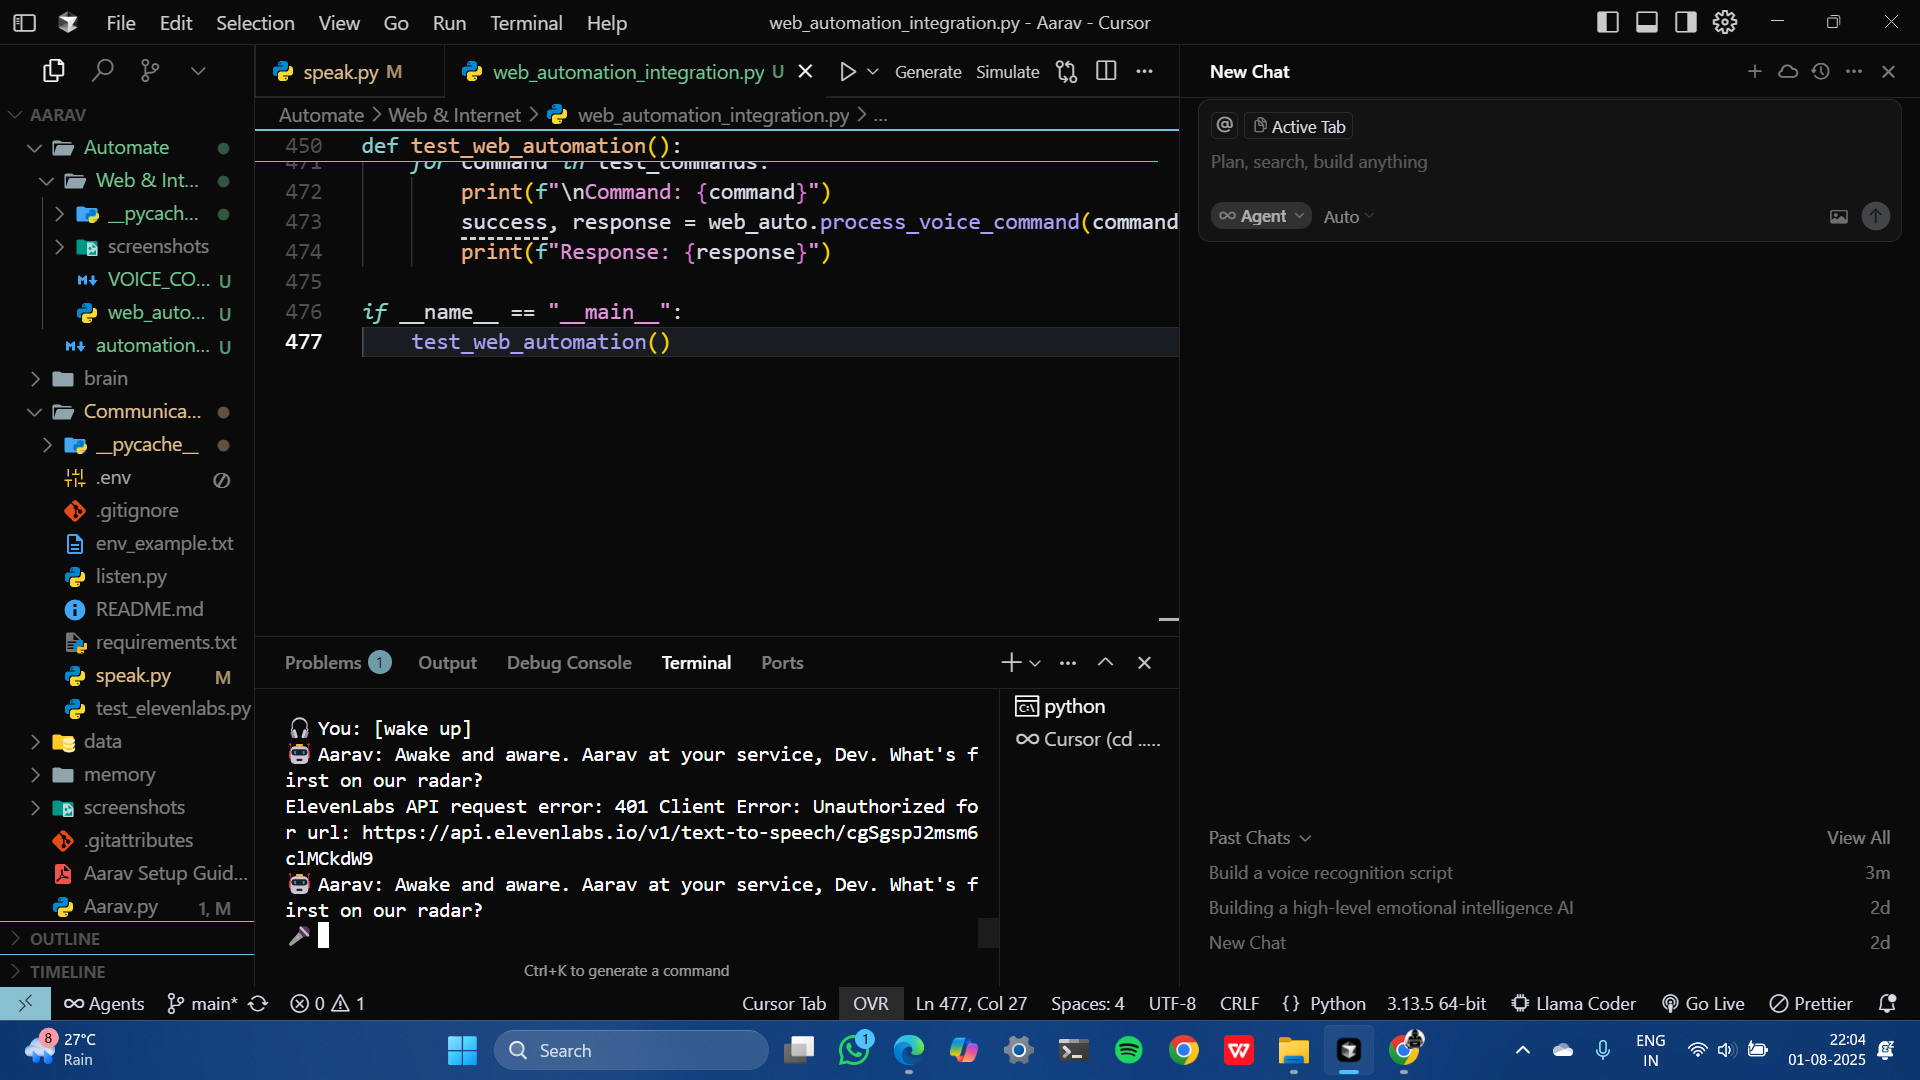 File Edit Selection View Go Run Terminal Help
web_automation_integration.py - Aarav - Cursor
AARAV
Automate
Web & Int...
__pycach...
screenshots
VOICE_CO... U
web_auto... U
automation... U
brain
Communica...
__pycache__
.env
.gitignore
env_example.txt
listen.py
README.md
requirements.txt
speak.py M
test_elevenlabs.py
data
memory
screenshots
.gitattributes
Aarav Setup Guid...
Aarav.py 1, M
OUTLINE
TIMELINE
speak.py M
web_automation_integration.py U
Generate Simulate
Automate > Web & Internet > web_automation_integration.py > ...
450 def test_web_automation():
471 for command in test_commands:
472 print(f"\nCommand: {command}")
473 success, response = web_auto.process_voice_command(command
474 print(f"Response: {response}")
475
476 if __name__ == "__main__":
477 test_web_automation()
Problems 1 Output Debug Console Terminal Ports
You: [wake up]
Aarav: Awake and aware. Aarav at your service, Dev. What's f
irst on our radar?
ElevenLabs API request error: 401 Client Error: Unauthorized fo
r url: https://api.elevenlabs.io/v1/text-to-speech/cgSgspJ2msm6
clMCkdW9
Aarav: Awake and aware. Aarav at your service, Dev. What's f
irst on our radar?
Ctrl+K to generate a command
python
Cursor (cd .....
New Chat
@ Active Tab
Plan, search, build anything
Agent Auto
Past Chats View All
Build a voice recognition script 3m
Building a high-level emotional intelligence AI 2d
New Chat 2d
Agents main* 0 1
Cursor Tab OVR Ln 477, Col 27 Spaces: 4 UTF-8 CRLF {} Python 3.13.5 64-bit Llama Coder Go Live Prettier
8
27°C
Rain
Search
1
ENG
IN
22:04
01-08-2025